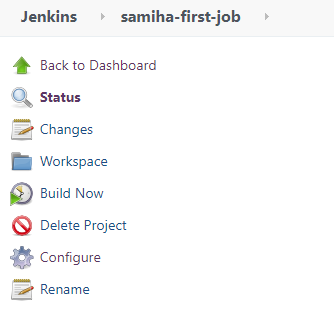 Jenkins samiha-first-job
Back to Dashboard
Status
Changes
Workspace
Build Now
Delete Project
Configure
Rename